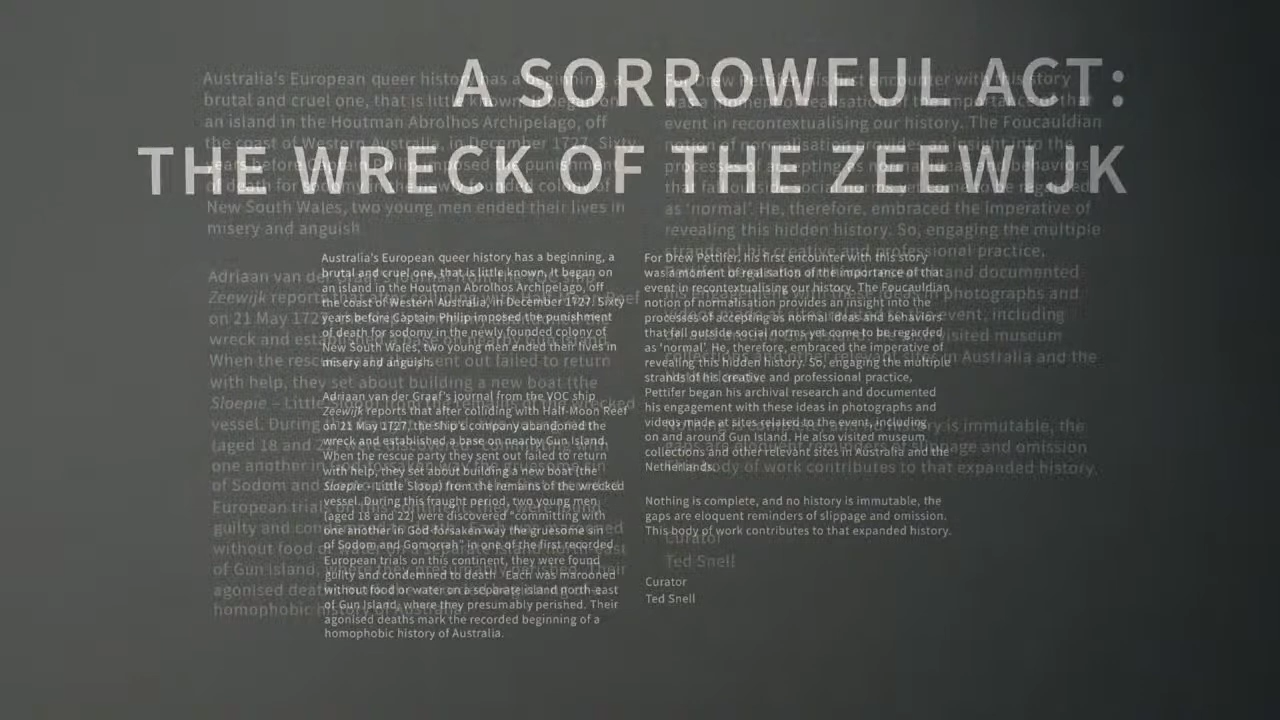 A SORROWFUL ACT:
THE WRECK OF THE ZEEWIJK
Australia's European queer history has a beginning, a
brutal and cruel one, that is little known. It began on
an island in the Houtman Abrolhos Archipelago, off
the coast of Western Australia, in December 1727. Sixty
years before Captain Philip imposed the punishment
of death for sodomy in the newly founded colony of
New South Wales, two young men ended their lives in
misery and anguish.
Adriaan van der Graaf's journal from the VOC ship
Zeewijk reports that after colliding with Half-Moon Reef
on 21 May 1727, the ship's company abandoned the
wreck and established a base on nearby Gun Island.
When the rescue party they sent out failed to return
with help, they set about building a new boat (the
Sloepie – Little Sloop) from the remains of the wrecked
vessel. During this fraught period, two young men
(aged 18 and 22) were discovered "committing with
one another in God-forsaken way the gruesome sin
of Sodom and Gomorrah" in one of the first recorded
European trials on this continent, they were found
guilty and condemned to death. Each was marooned
without food or water on a separate island north-east
of Gun Island, where they presumably perished. Their
agonised deaths mark the recorded beginning of a
homophobic history of Australia.
For Drew Pettifer, his first encounter with this story
was a moment of realisation of the importance of that
event in recontextualising our history. The Foucauldian
notion of normalisation provides an insight into the
processes of accepting as normal ideas and behaviors
that fall outside social norms, yet come to be regarded
as 'normal'. He, therefore, embraced the imperative of
revealing this hidden history. So, engaging the multiple
strands of his creative and professional practice,
Pettifer began his archival research and documented
his engagement with these ideas in photographs and
videos made at sites related to the event, including
on and around Gun Island. He also visited museum
collections and other relevant sites in Australia and the
Netherlands.
Nothing is complete, and no history is immutable, the
gaps are eloquent reminders of slippage and omission.
This body of work contributes to that expanded history.
Curator
Ted Snell